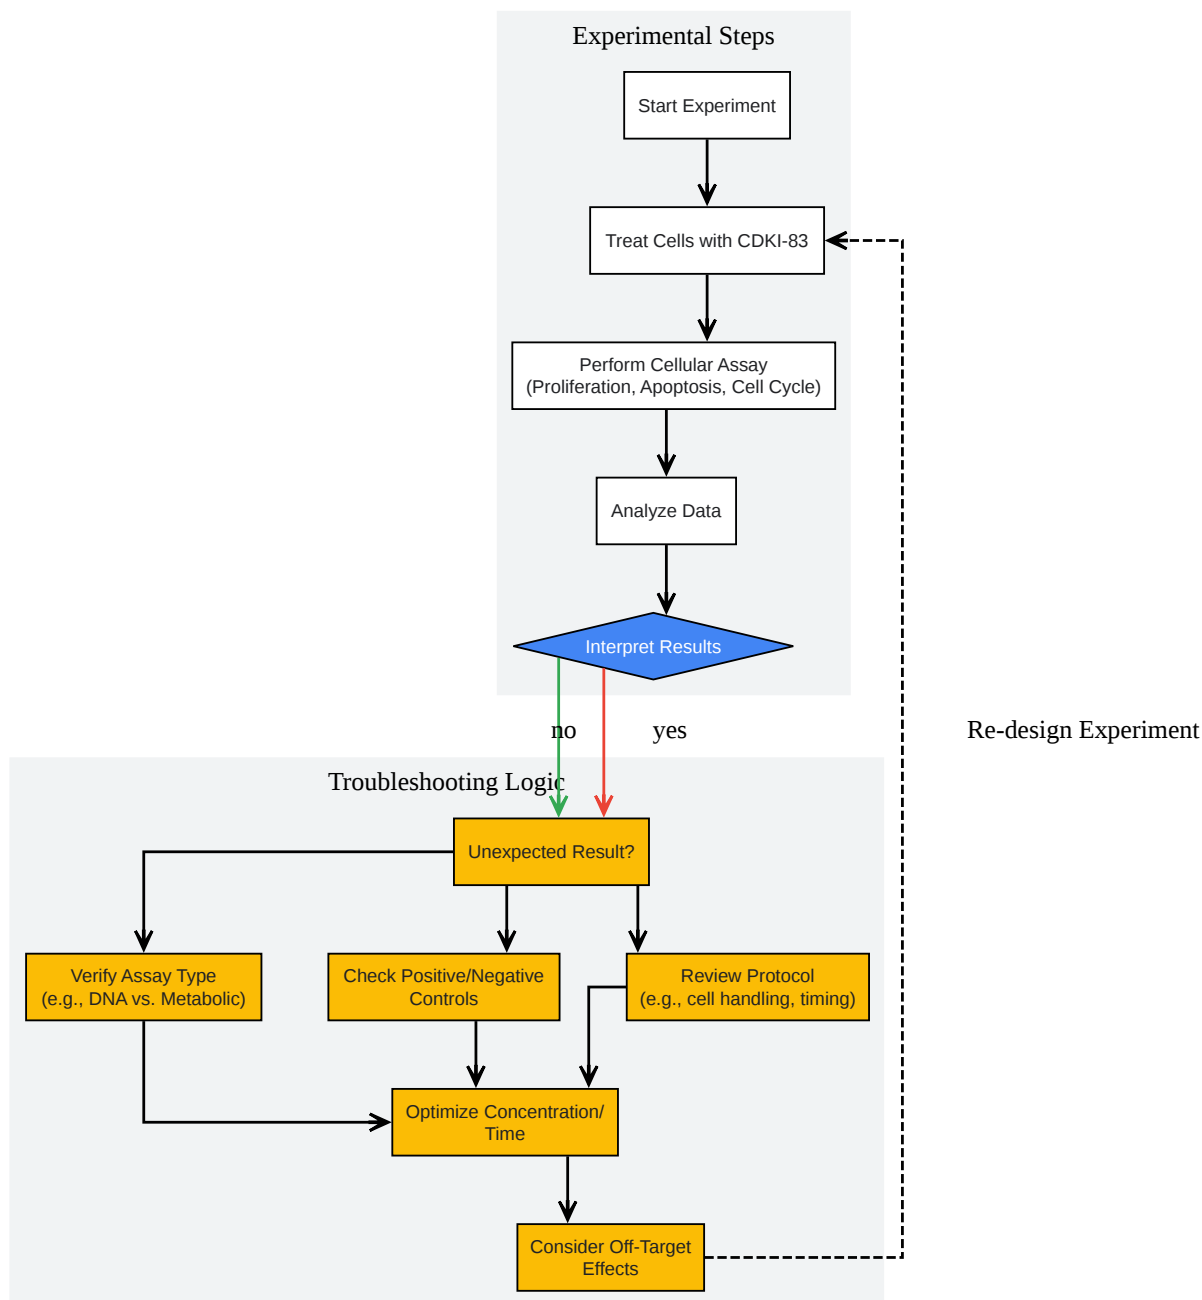 Experimental Steps
Start Experiment
Treat Cells with CDKI-83
Perform Cellular Assay
(Proliferation, Apoptosis, Cell Cycle)
Analyze Data
Interpret Results
no
yes
Re-design Experiment
Troubleshooting Logic
Unexpected Result?
Verify Assay Type
(e.g., DNA vs. Metabolic)
Check Positive/Negative
Controls
Review Protocol
(e.g., cell handling, timing)
Optimize Concentration/
Time
Consider Off-Target
Effects